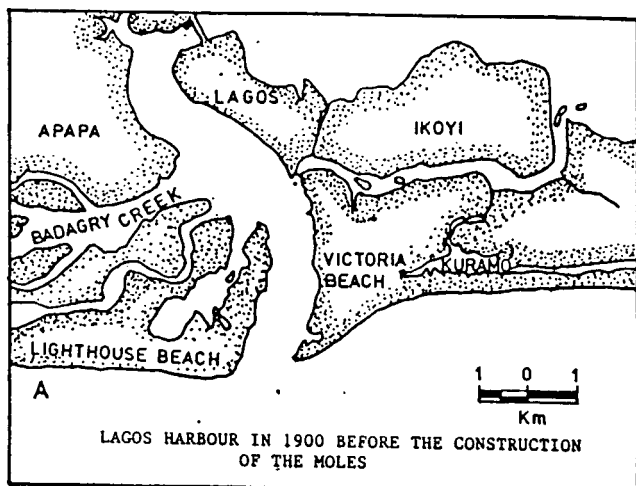 LAGOS
IKOYI
APAPA
BADAGRY CREEK
VICTORIA
BEACH
KURAMO
LIGHTHOUSE BEACH
A
1 0 1
Km
LAGOS HARBOUR IN 1900 BEFORE THE CONSTRUCTION
OF THE MOLES